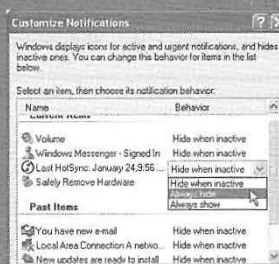 Customize Notifications
Windows displays icons for active and urgent notifications, and hides
inactive ones. You can change this behavior for items in the list
below.
Select an item, then choose its notification behavior:
Name Behavior
Current Items
Volume Hide when inactive
Windows Messenger - Signed In Hide when inactive
Last HotSync: January 24,9:56 ... Hide when inactive
Safely Remove Hardware Hide when inactive
Always hide
Always show
Past Items
You have new e-mail Hide when inactive
Local Area Connection A netwo... Hide when inactive
New updates are ready to install Hide when inactive